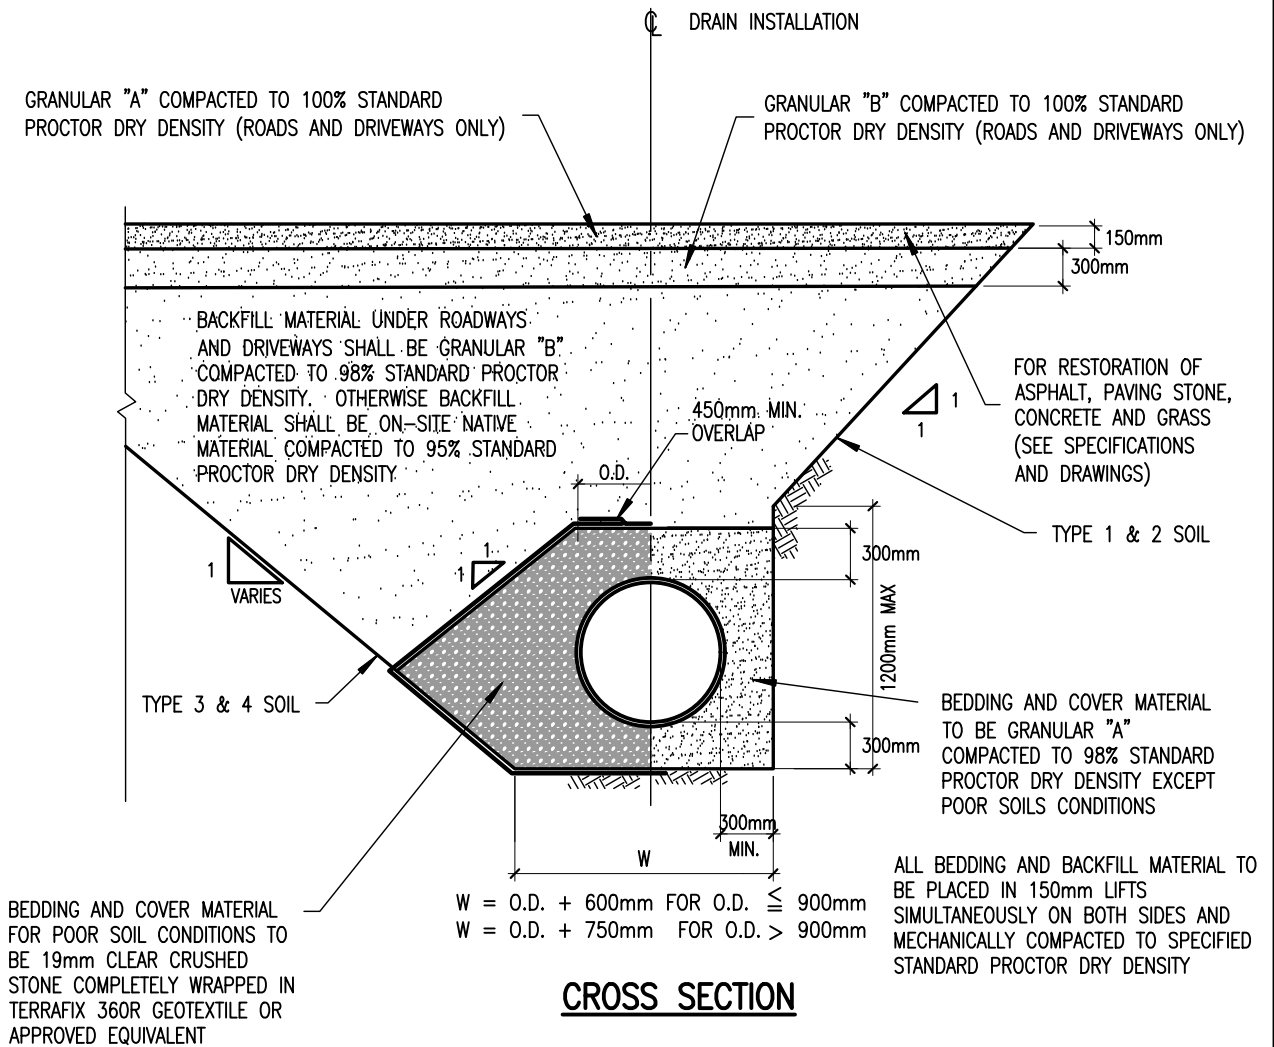 ℄ DRAIN INSTALLATION
GRANULAR "A" COMPACTED TO 100% STANDARD
PROCTOR DRY DENSITY (ROADS AND DRIVEWAYS ONLY)
GRANULAR "B" COMPACTED TO 100% STANDARD
PROCTOR DRY DENSITY (ROADS AND DRIVEWAYS ONLY)
150mm
300mm
BACKFILL MATERIAL UNDER ROADWAYS
AND DRIVEWAYS SHALL BE GRANULAR "B"
COMPACTED TO 98% STANDARD PROCTOR
DRY DENSITY. OTHERWISE BACKFILL
MATERIAL SHALL BE ON-SITE NATIVE
MATERIAL COMPACTED TO 95% STANDARD
PROCTOR DRY DENSITY
450mm MIN.
OVERLAP
O.D.
1
1
FOR RESTORATION OF
ASPHALT, PAVING STONE,
CONCRETE AND GRASS
(SEE SPECIFICATIONS
AND DRAWINGS)
TYPE 1 & 2 SOIL
1
VARIES
1
1
300mm
1200mm MAX
300mm
TYPE 3 & 4 SOIL
BEDDING AND COVER MATERIAL
TO BE GRANULAR "A"
COMPACTED TO 98% STANDARD
PROCTOR DRY DENSITY EXCEPT
POOR SOILS CONDITIONS
300mm
MIN.
W
W = O.D. + 600mm FOR O.D. ≦ 900mm
W = O.D. + 750mm FOR O.D. > 900mm
ALL BEDDING AND BACKFILL MATERIAL TO
BE PLACED IN 150mm LIFTS
SIMULTANEOUSLY ON BOTH SIDES AND
MECHANICALLY COMPACTED TO SPECIFIED
STANDARD PROCTOR DRY DENSITY
BEDDING AND COVER MATERIAL
FOR POOR SOIL CONDITIONS TO
BE 19mm CLEAR CRUSHED
STONE COMPLETELY WRAPPED IN
TERRAFIX 360R GEOTEXTILE OR
APPROVED EQUIVALENT
CROSS SECTION